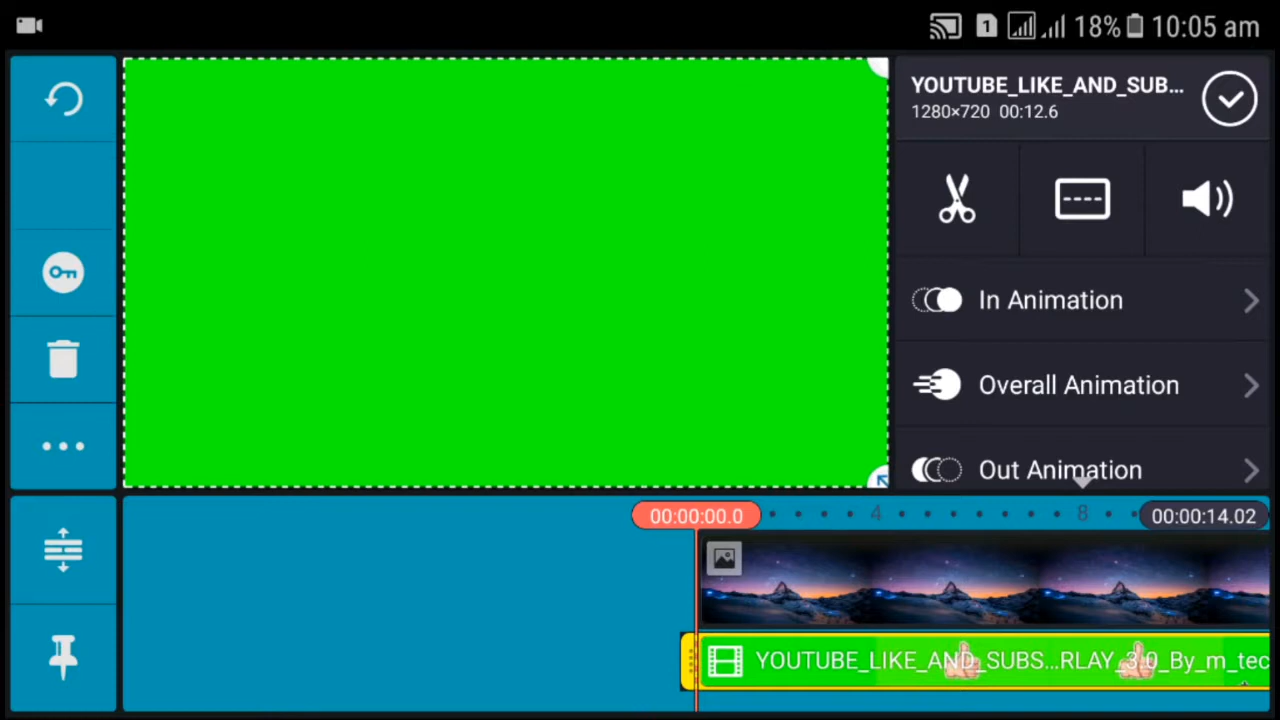 1 18% 10:05 am
YOUTUBE_LIKE_AND_SUB...
1280×720 00:12.6
In Animation
Overall Animation
Out Animation
00:00:00.0 4 8 00:00:14.02
YOUTUBE_LIKE_AND_SUBS...RLAY_3.0_By_m_tec